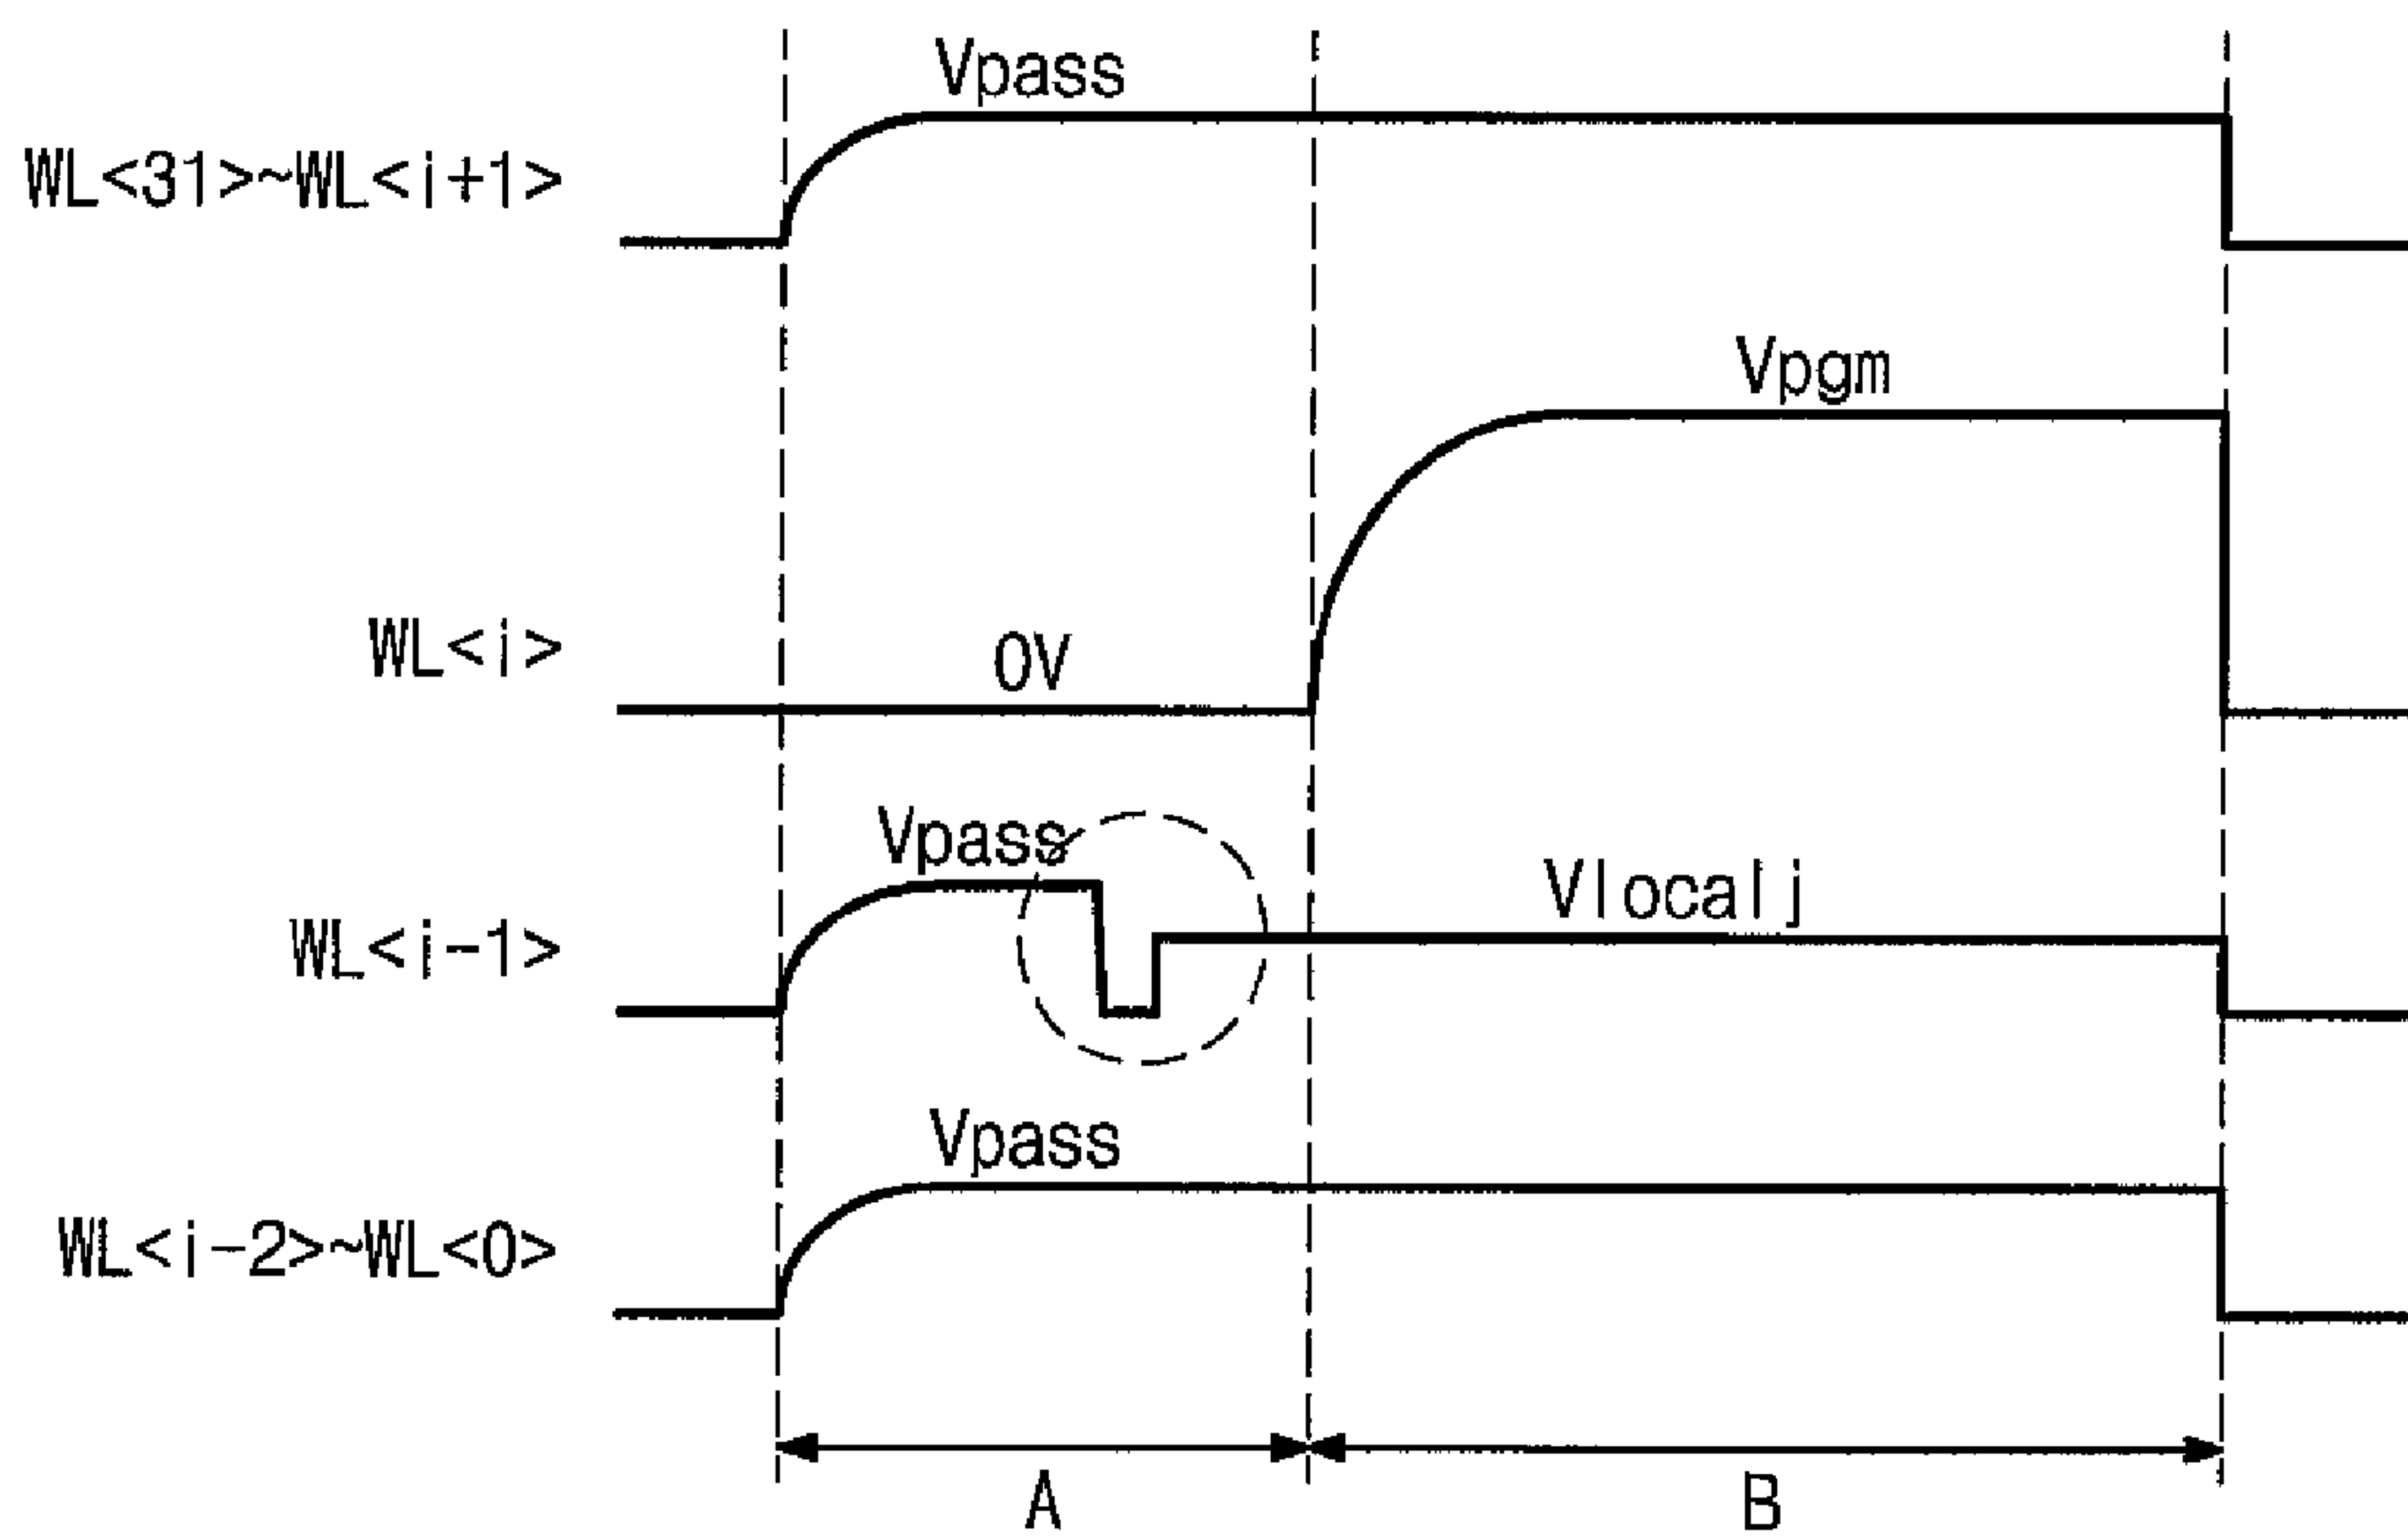 Vpass
WL<31>~WL<i+1>
Vpgm
WL<i>
0V
Vpass
Vlocalj
WL<i-1>
Vpass
WL<i-2>~WL<0>
A
B